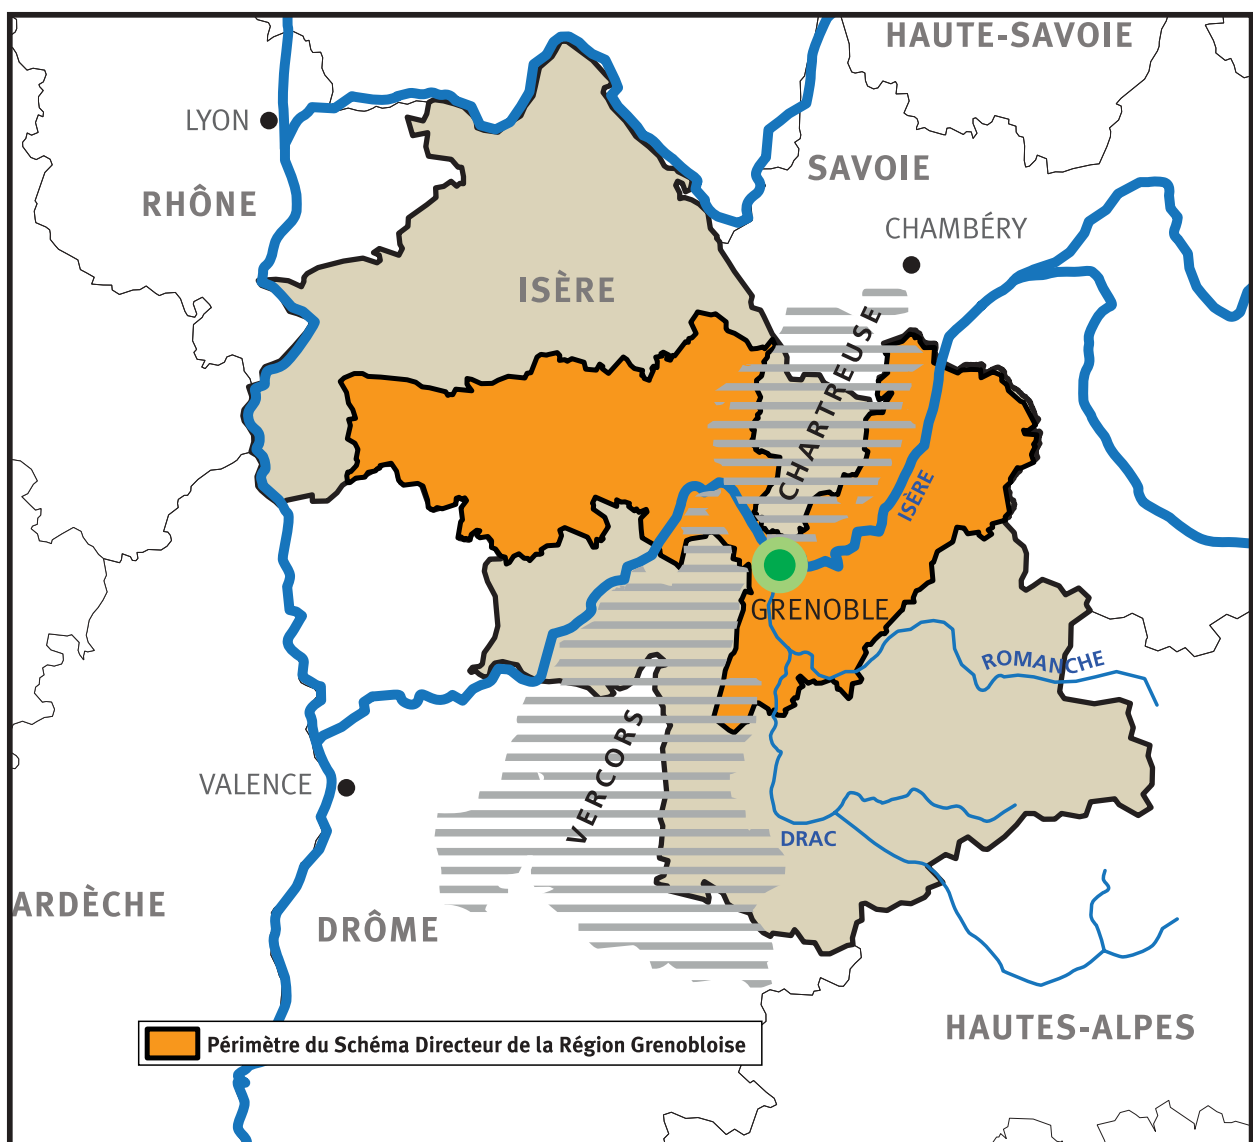 HAUTE-SAVOIE
LYON
SAVOIE
RHÔNE
CHAMBÉRY
ISÈRE
CHARTREUSE
ISÈRE
GRENOBLE
ROMANCHE
VERCORS
VALENCE
DRAC
ARDÈCHE
DRÔME
HAUTES-ALPES
Périmètre du Schéma Directeur de la Région Grenobloise